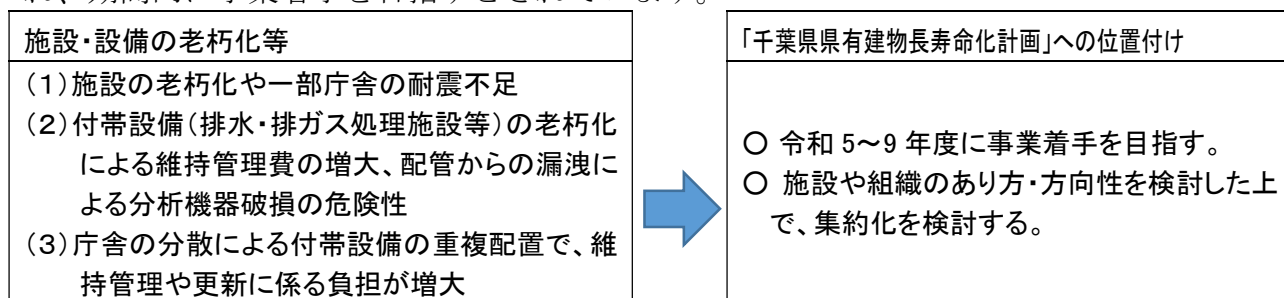 施設・設備の老朽化等
(1)施設の老朽化や一部庁舎の耐震不足
(2)付帯設備(排水・排ガス処理施設等)の老朽化
による維持管理費の増大、配管からの漏洩に
よる分析機器破損の危険性
(3)庁舎の分散による付帯設備の重複配置で、維
持管理や更新に係る負担が増大
「千葉県県有建物長寿命化計画」への位置付け
〇 令和 5～9 年度に事業着手を目指す。
〇 施設や組織のあり方・方向性を検討した上
で、集約化を検討する。